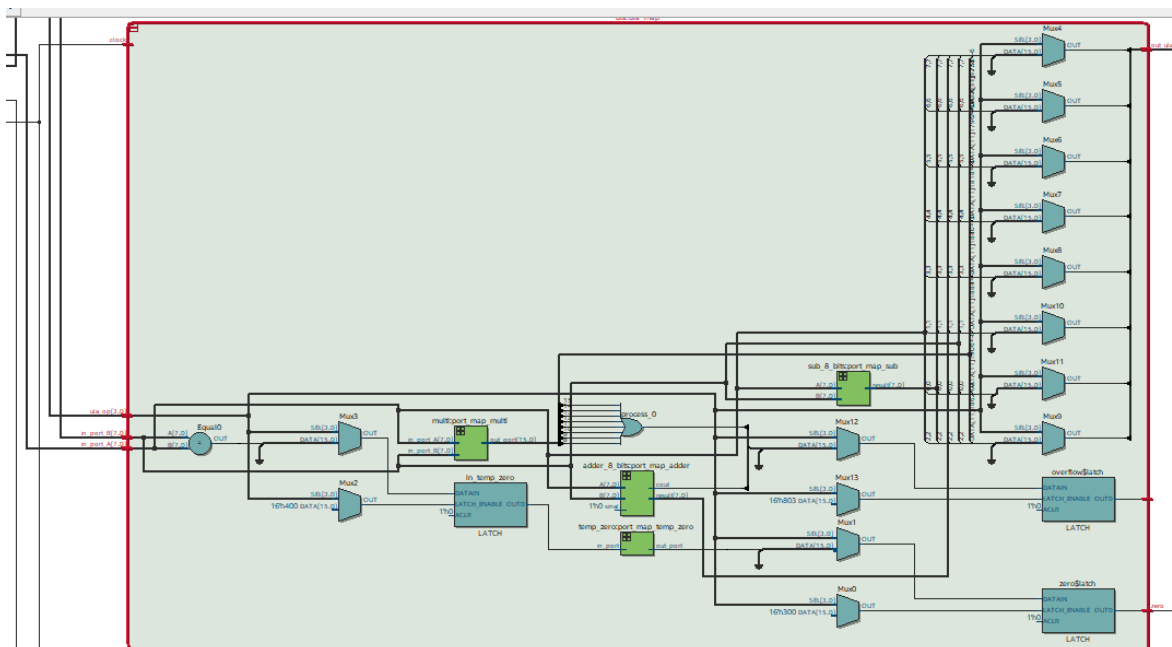 clock
ula_op[3..0]
in_port_B[7..0]
in_port_A[7..0]
Equal0
A[7..0]
B[7..0]
OUT
Mux3
SEL[3..0]
DATA[15..0]
OUT
Mux2
SEL[3..0]
16'h400 DATA[15..0]
OUT
multi:port_map_multi
in_port_A[7..0]
in_port_B[7..0]
out_port[15..0]
in_temp_zero
DATAIN
LATCH_ENABLE OUT0
1'h0 ACLR
LATCH
process_0
adder_8_bits:port_map_adder
A[7..0]
B[7..0]
1'h0
cout
result[7..0]
temp_zero:port_map_temp_zero
in_port
out_port
sub_8_bits:port_map_sub
A[7..0]
B[7..0]
result[7..0]
Mux12
SEL[3..0]
DATA[15..0]
OUT
Mux13
SEL[3..0]
16'h803 DATA[15..0]
OUT
Mux1
SEL[3..0]
DATA[15..0]
OUT
Mux0
SEL[3..0]
16'h300 DATA[15..0]
OUT
Mux4
SEL[3..0]
DATA[15..0]
OUT
Mux5
SEL[3..0]
DATA[15..0]
OUT
Mux6
SEL[3..0]
DATA[15..0]
OUT
Mux7
SEL[3..0]
DATA[15..0]
OUT
Mux8
SEL[3..0]
DATA[15..0]
OUT
Mux10
SEL[3..0]
DATA[15..0]
OUT
Mux11
SEL[3..0]
DATA[15..0]
OUT
Mux9
SEL[3..0]
DATA[15..0]
OUT
overflow$latch
DATAIN
LATCH_ENABLE OUT0
1'h0 ACLR
LATCH
zero$latch
DATAIN
LATCH_ENABLE OUT0
1'h0 ACLR
LATCH
out_ula
zero